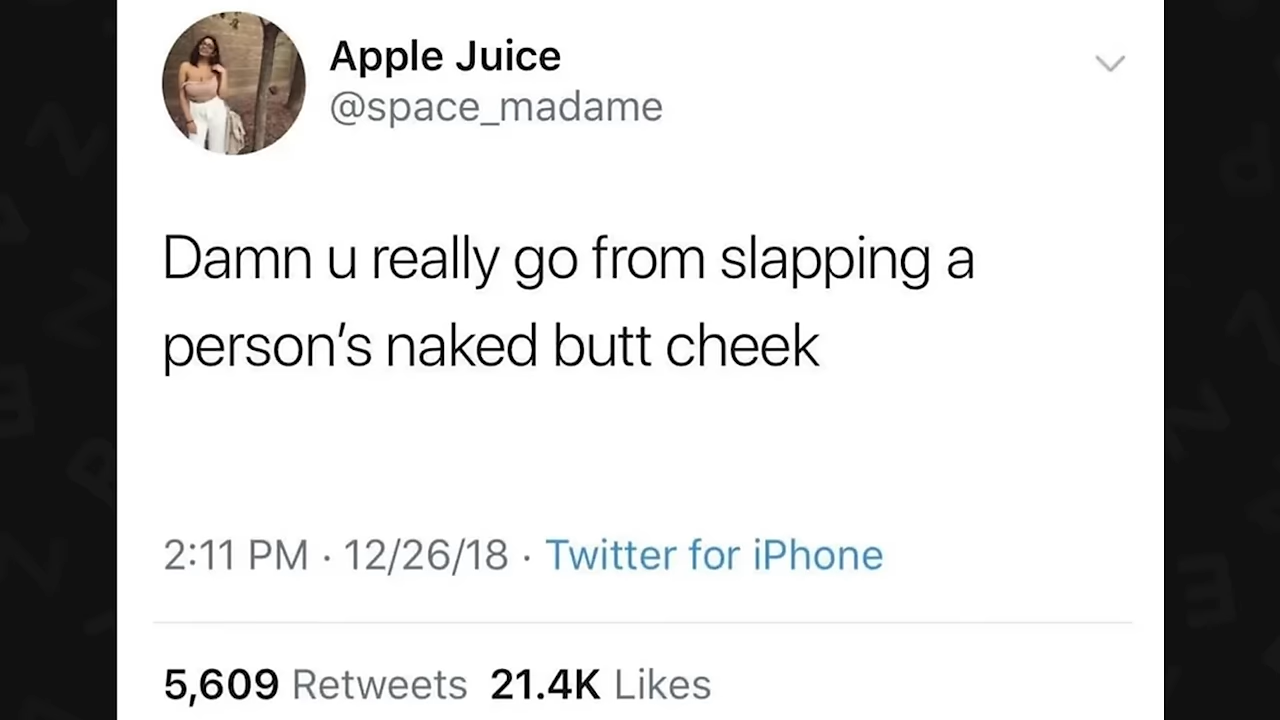 Apple Juice
@space_madame
Damn u really go from slapping a
person’s naked butt cheek
2:11 PM · 12/26/18 · Twitter for iPhone
5,609 Retweets 21.4K Likes